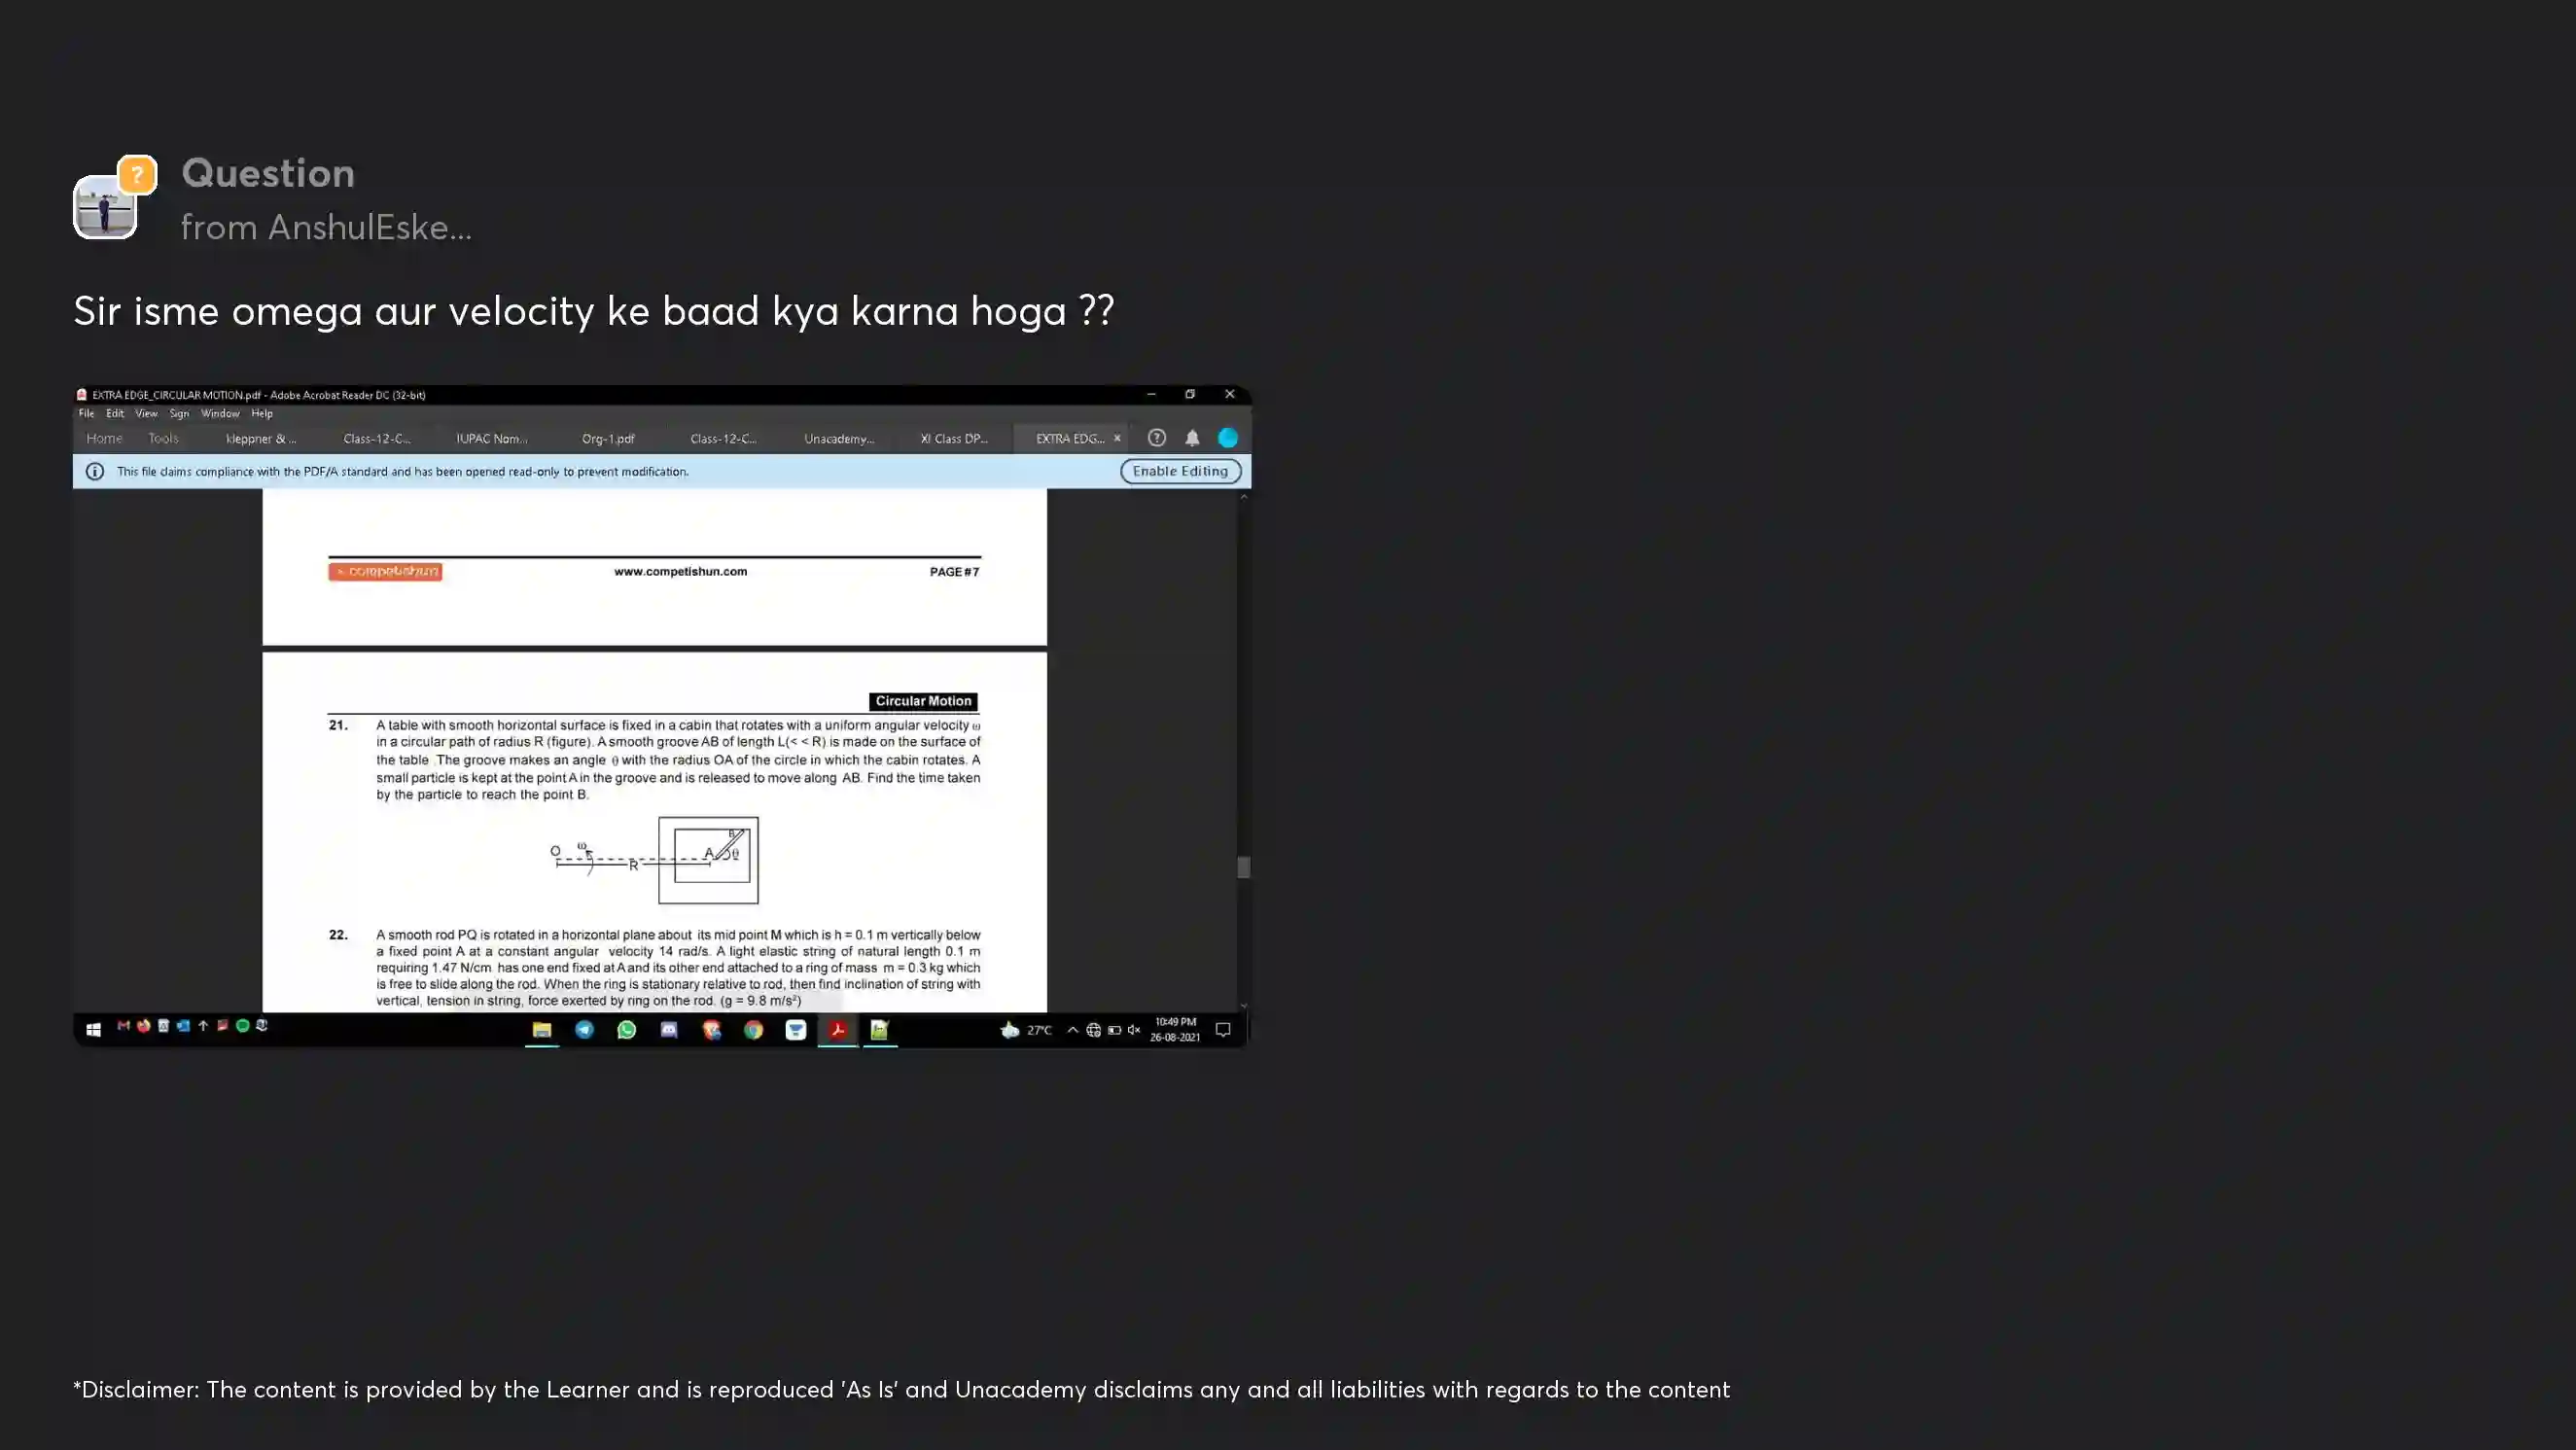 ?
Question
from AnshulEske...
Sir isme omega aur velocity ke baad kya karna hoga ??
EXTRA EDGE_CIRCULAR MOTION.pdf - Adobe Acrobat Reader DC (32-bit)
File Edit View Sign Window Help
Home Tools kleppner & ... Class-12-C... IUPAC Nom... Org-1.pdf Class-12-C... Unacademy... XI Class DP... EXTRA EDG... ×
This file claims compliance with the PDF/A standard and has been opened read-only to prevent modification. Enable Editing
competishun www.competishun.com PAGE#7
Circular Motion
21. A table with smooth horizontal surface is fixed in a cabin that rotates with a uniform angular velocity ω
in a circular path of radius R (figure). A smooth groove AB of length L(< < R) is made on the surface of
the table .The groove makes an angle θ with the radius OA of the circle in which the cabin rotates. A
small particle is kept at the point A in the groove and is released to move along AB. Find the time taken
by the particle to reach the point B.
B
O ω A θ
R
22. A smooth rod PQ is rotated in a horizontal plane about its mid point M which is h = 0.1 m vertically below
a fixed point A at a constant angular velocity 14 rad/s. A light elastic string of natural length 0.1 m
requiring 1.47 N/cm has one end fixed at A and its other end attached to a ring of mass m = 0.3 kg which
is free to slide along the rod. When the ring is stationary relative to rod, then find inclination of string with
vertical, tension in string, force exerted by ring on the rod. (g = 9.8 m/s²)
27°C 10:49 PM
26-08-2021
*Disclaimer: The content is provided by the Learner and is reproduced 'As Is' and Unacademy disclaims any and all liabilities with regards to the content